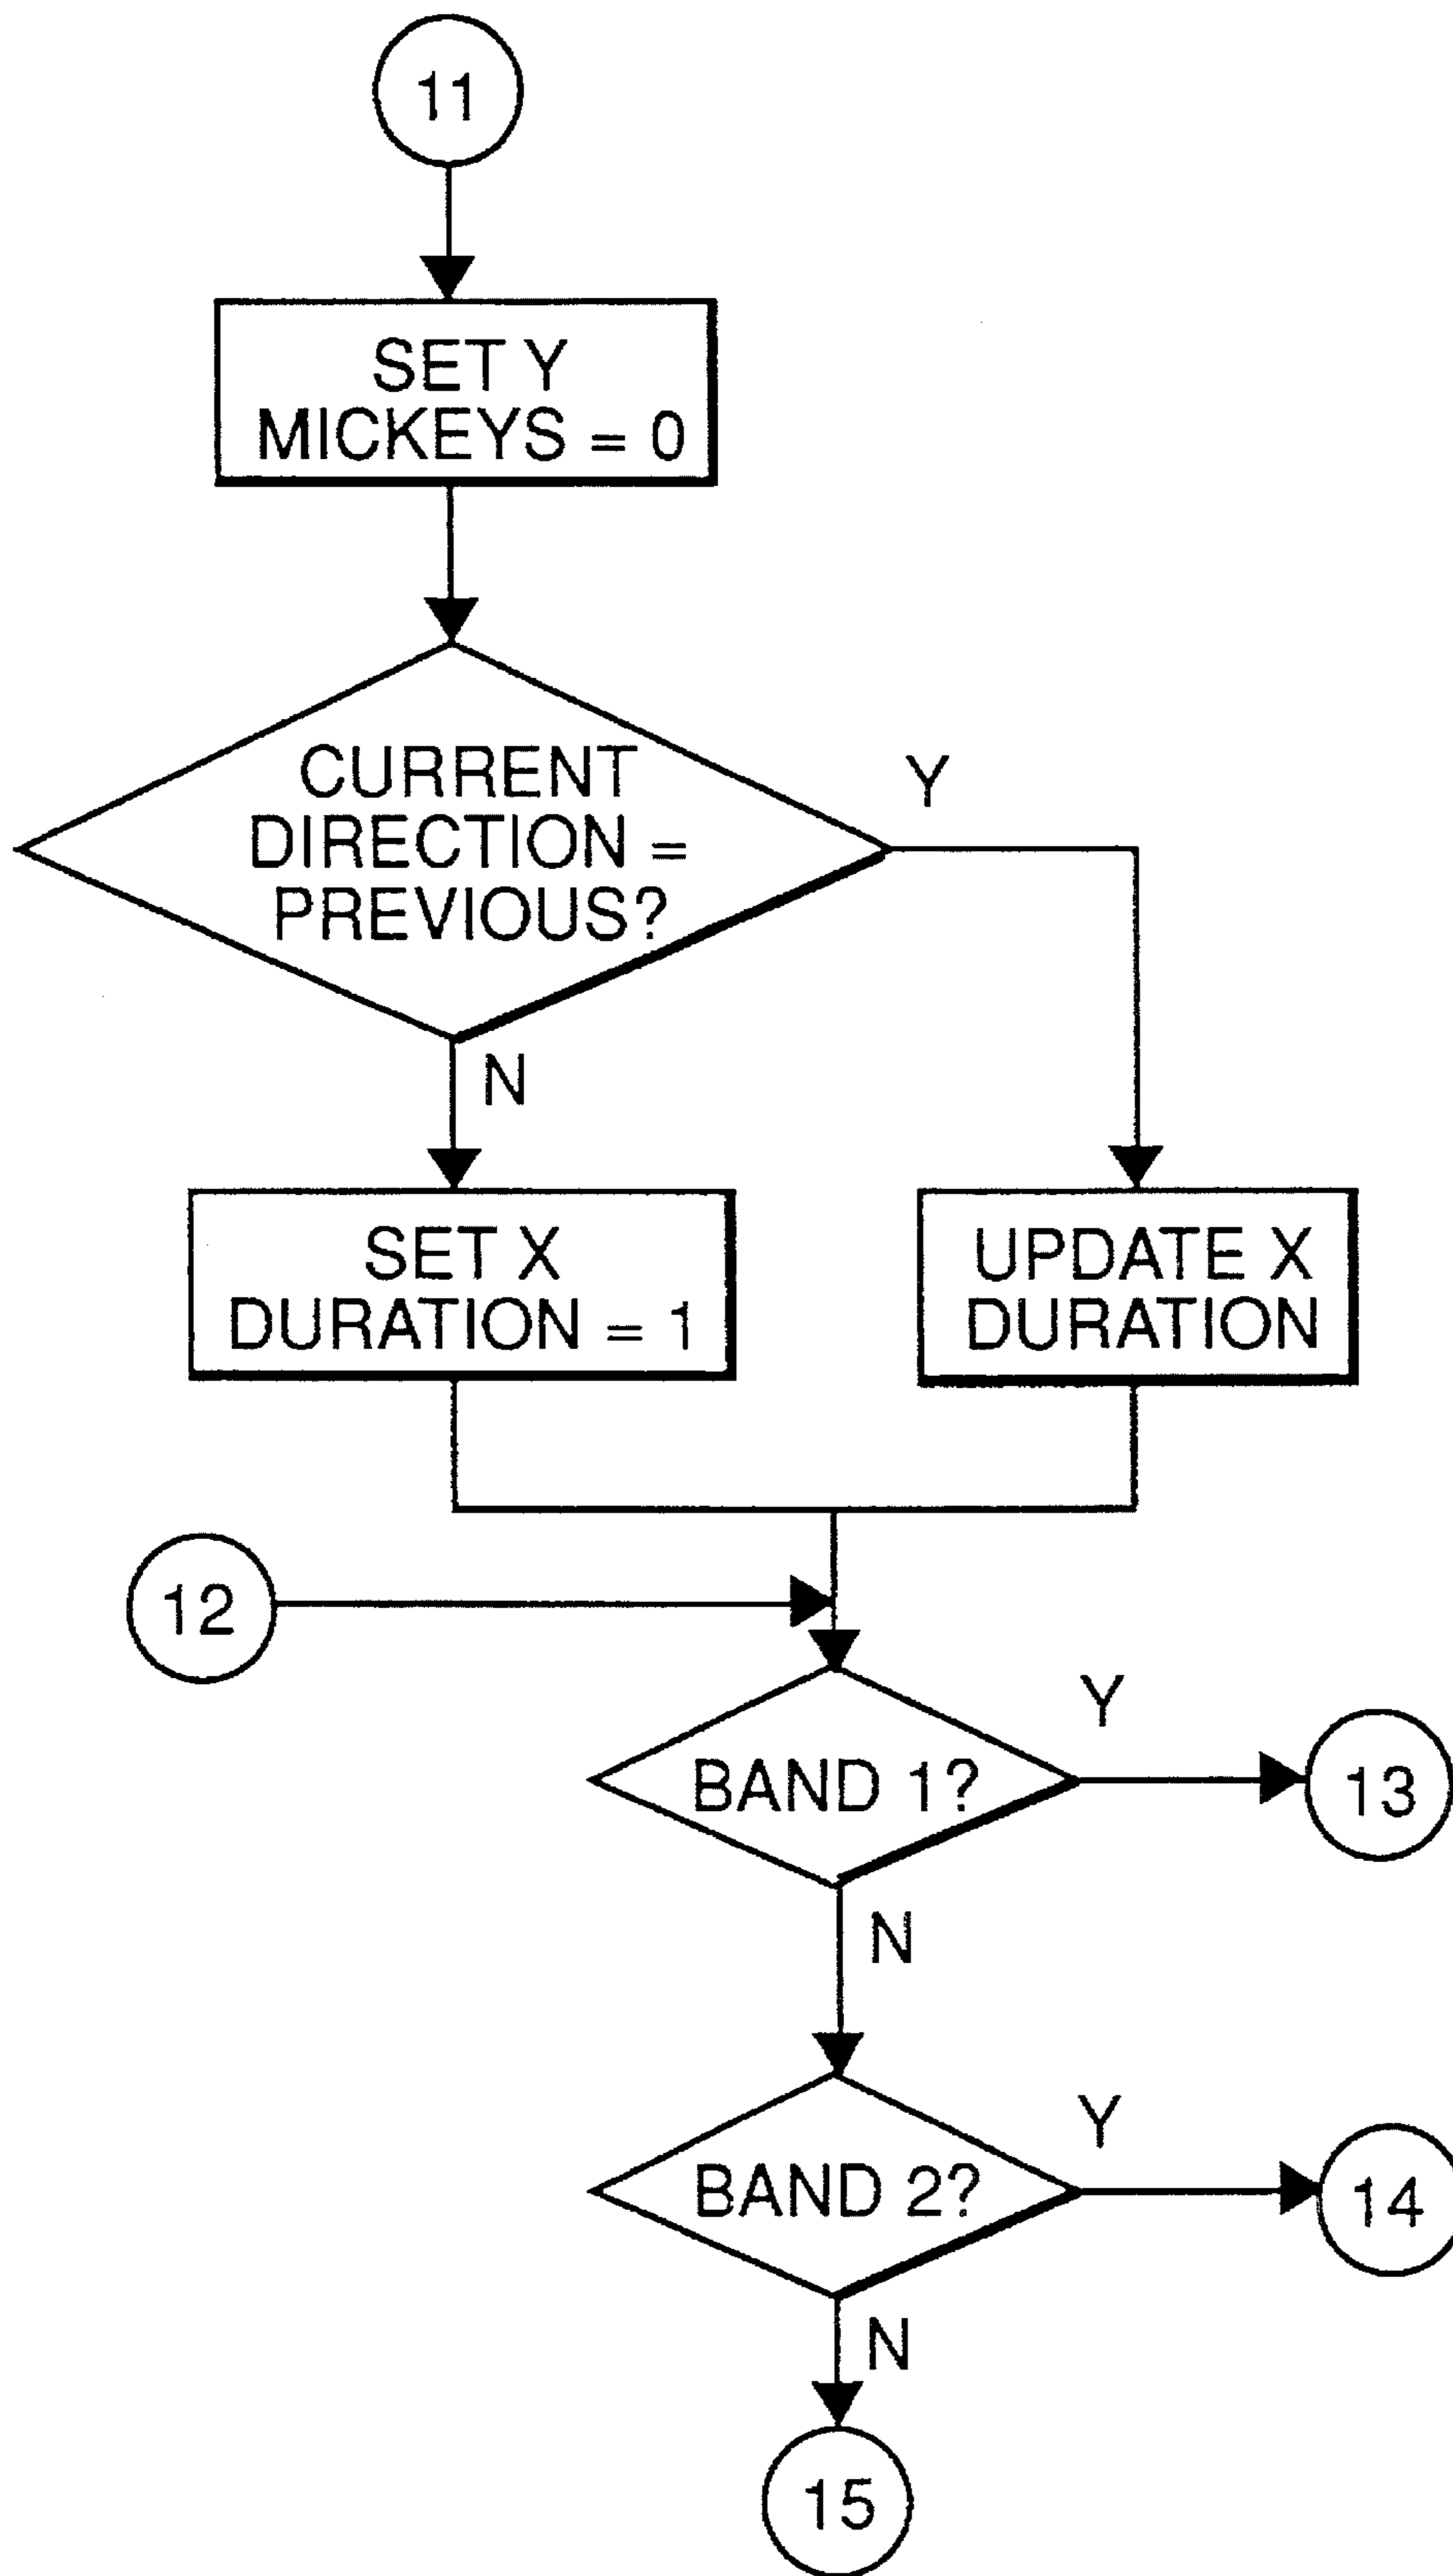 11
SET Y
MICKEYS = 0
CURRENT
DIRECTION =
PREVIOUS?
Y
N
SET X
DURATION = 1
UPDATE X
DURATION
12
BAND 1?
Y
13
N
BAND 2?
Y
14
N
15